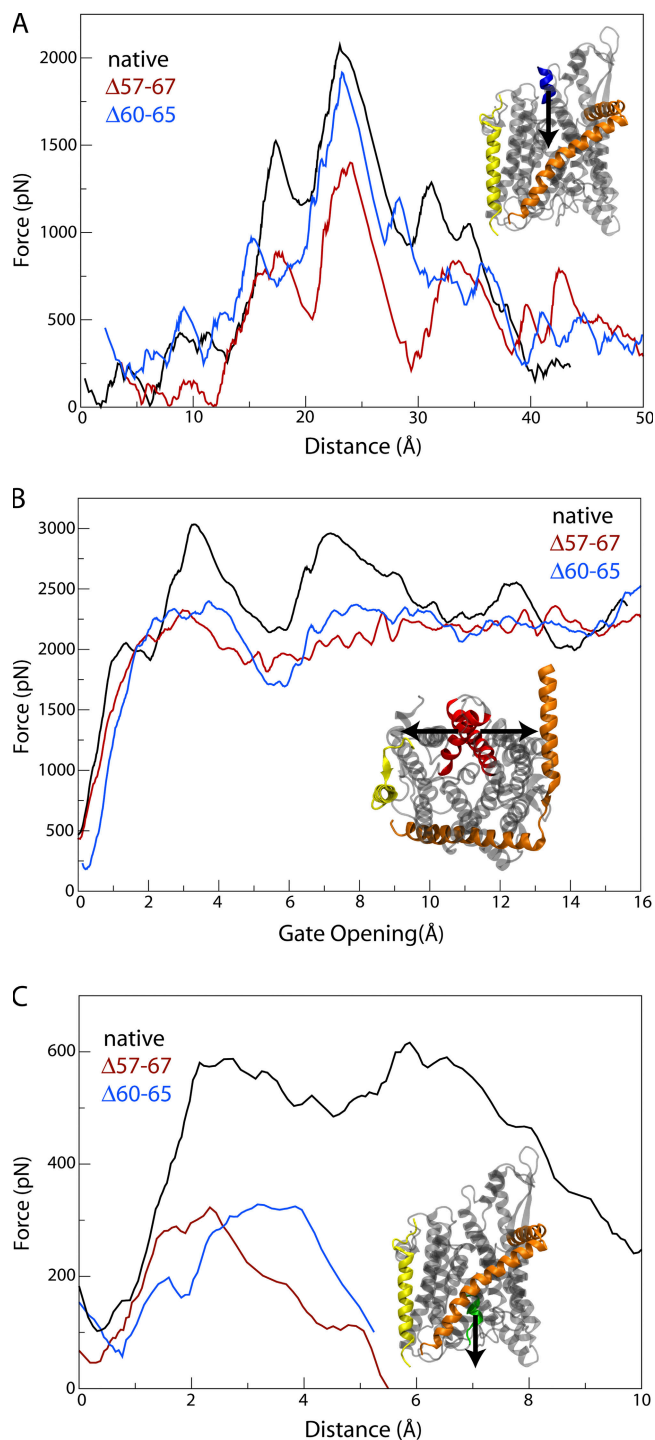 A
native
Δ57-67
Δ60-65
2000
1500
1000
500
0
Force (pN)
0 10 20 30 40 50
Distance (Å)
B
native
Δ57-67
Δ60-65
3000
2500
2000
1750
500
250
0
Force (pN)
0 2 4 6 8 10 12 14 16
Gate Opening(Å)
C
native
Δ57-67
Δ60-65
600
400
200
0
Force (pN)
0 2 4 6 8 10
Distance (Å)